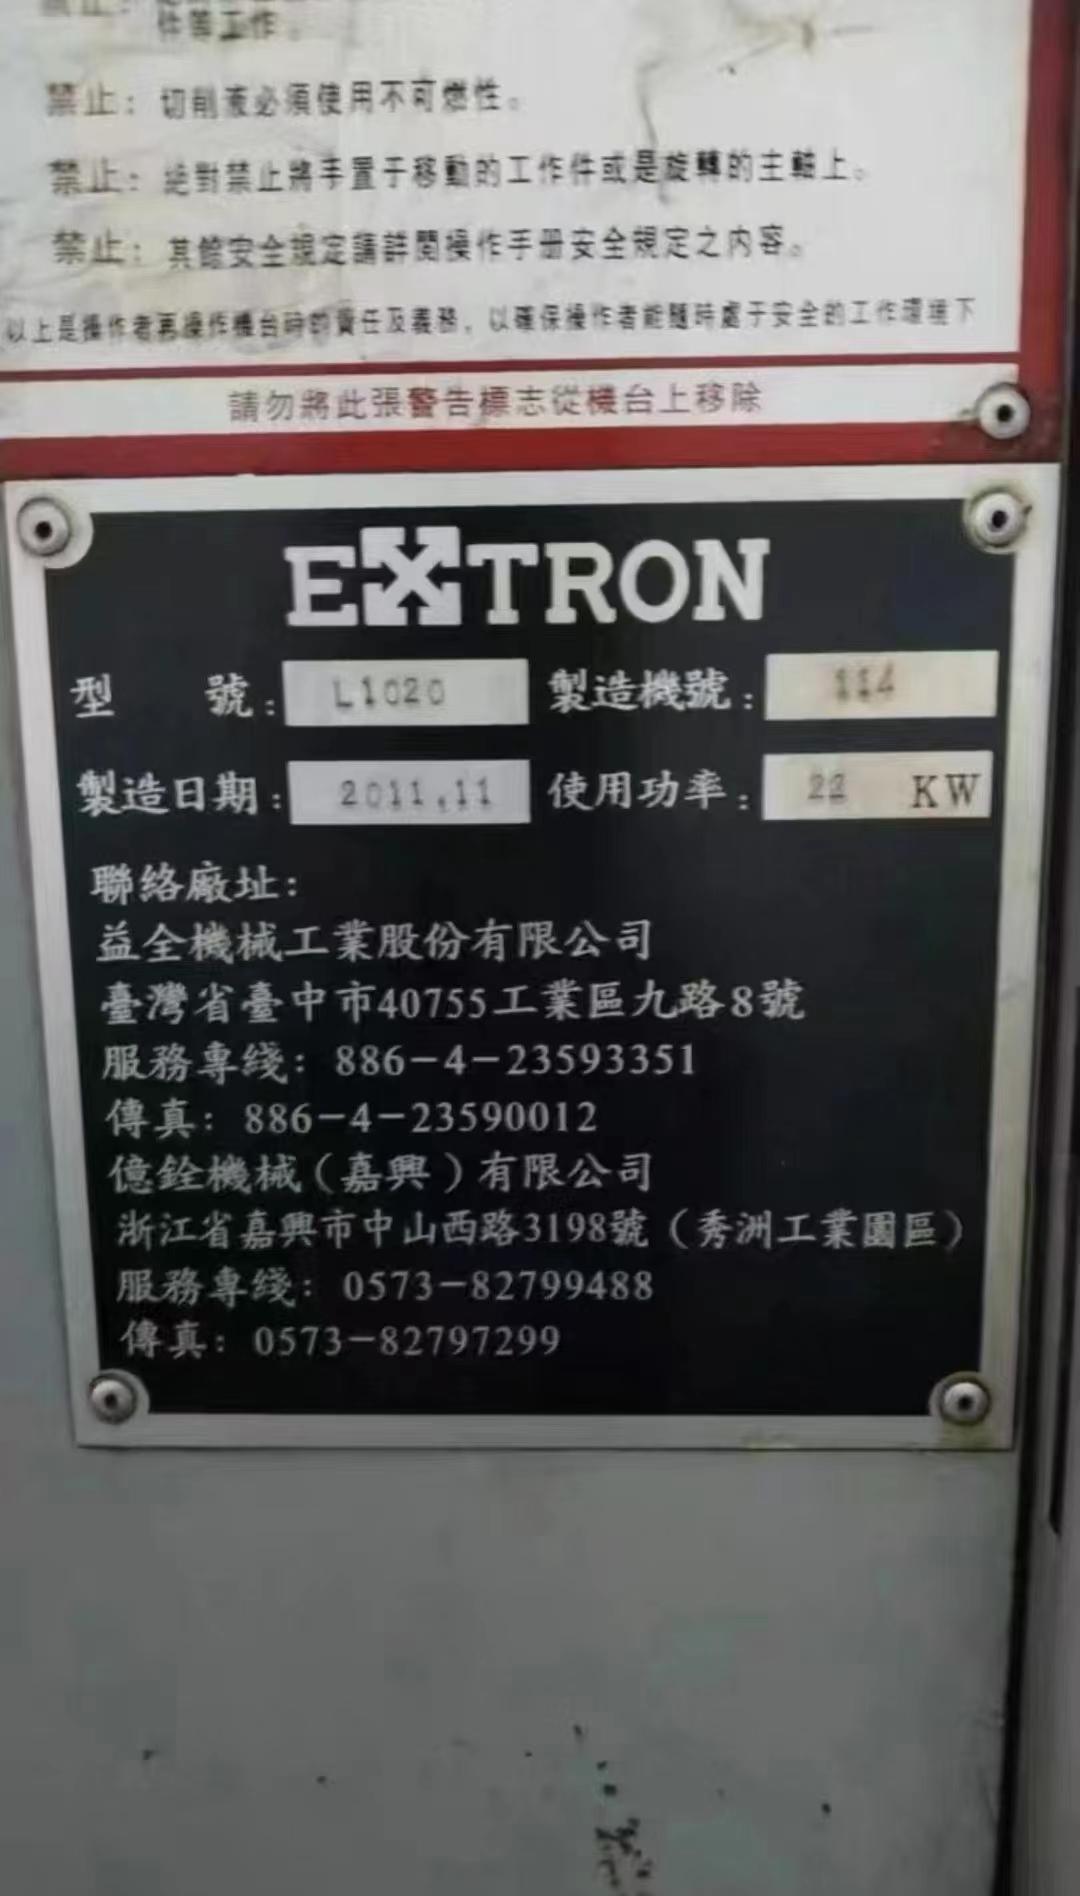 件等工作。
禁止：切削液必須使用不可燃性。
禁止：絕對禁止將手置于移動的工作件或是旋轉的主軸上。
禁止：其餘安全規定請詳閱操作手册安全規定之内容。
以上是操作者再操作機台時的責任及義務，以確保操作者能隨時處于安全的工作環境下
請勿將此張警告標志從機台上移除
EXTRON
型 號：L1020 製造機號：114
製造日期：2011.11 使用功率：22 KW
聯絡廠址：
益全機械工業股份有限公司
臺灣省臺中市40755工業區九路8號
服務專綫：886-4-23593351
傳真：886-4-23590012
億銓機械（嘉興）有限公司
浙江省嘉興市中山西路3198號（秀洲工業園區）
服務專綫：0573-82799488
傳真：0573-82797299